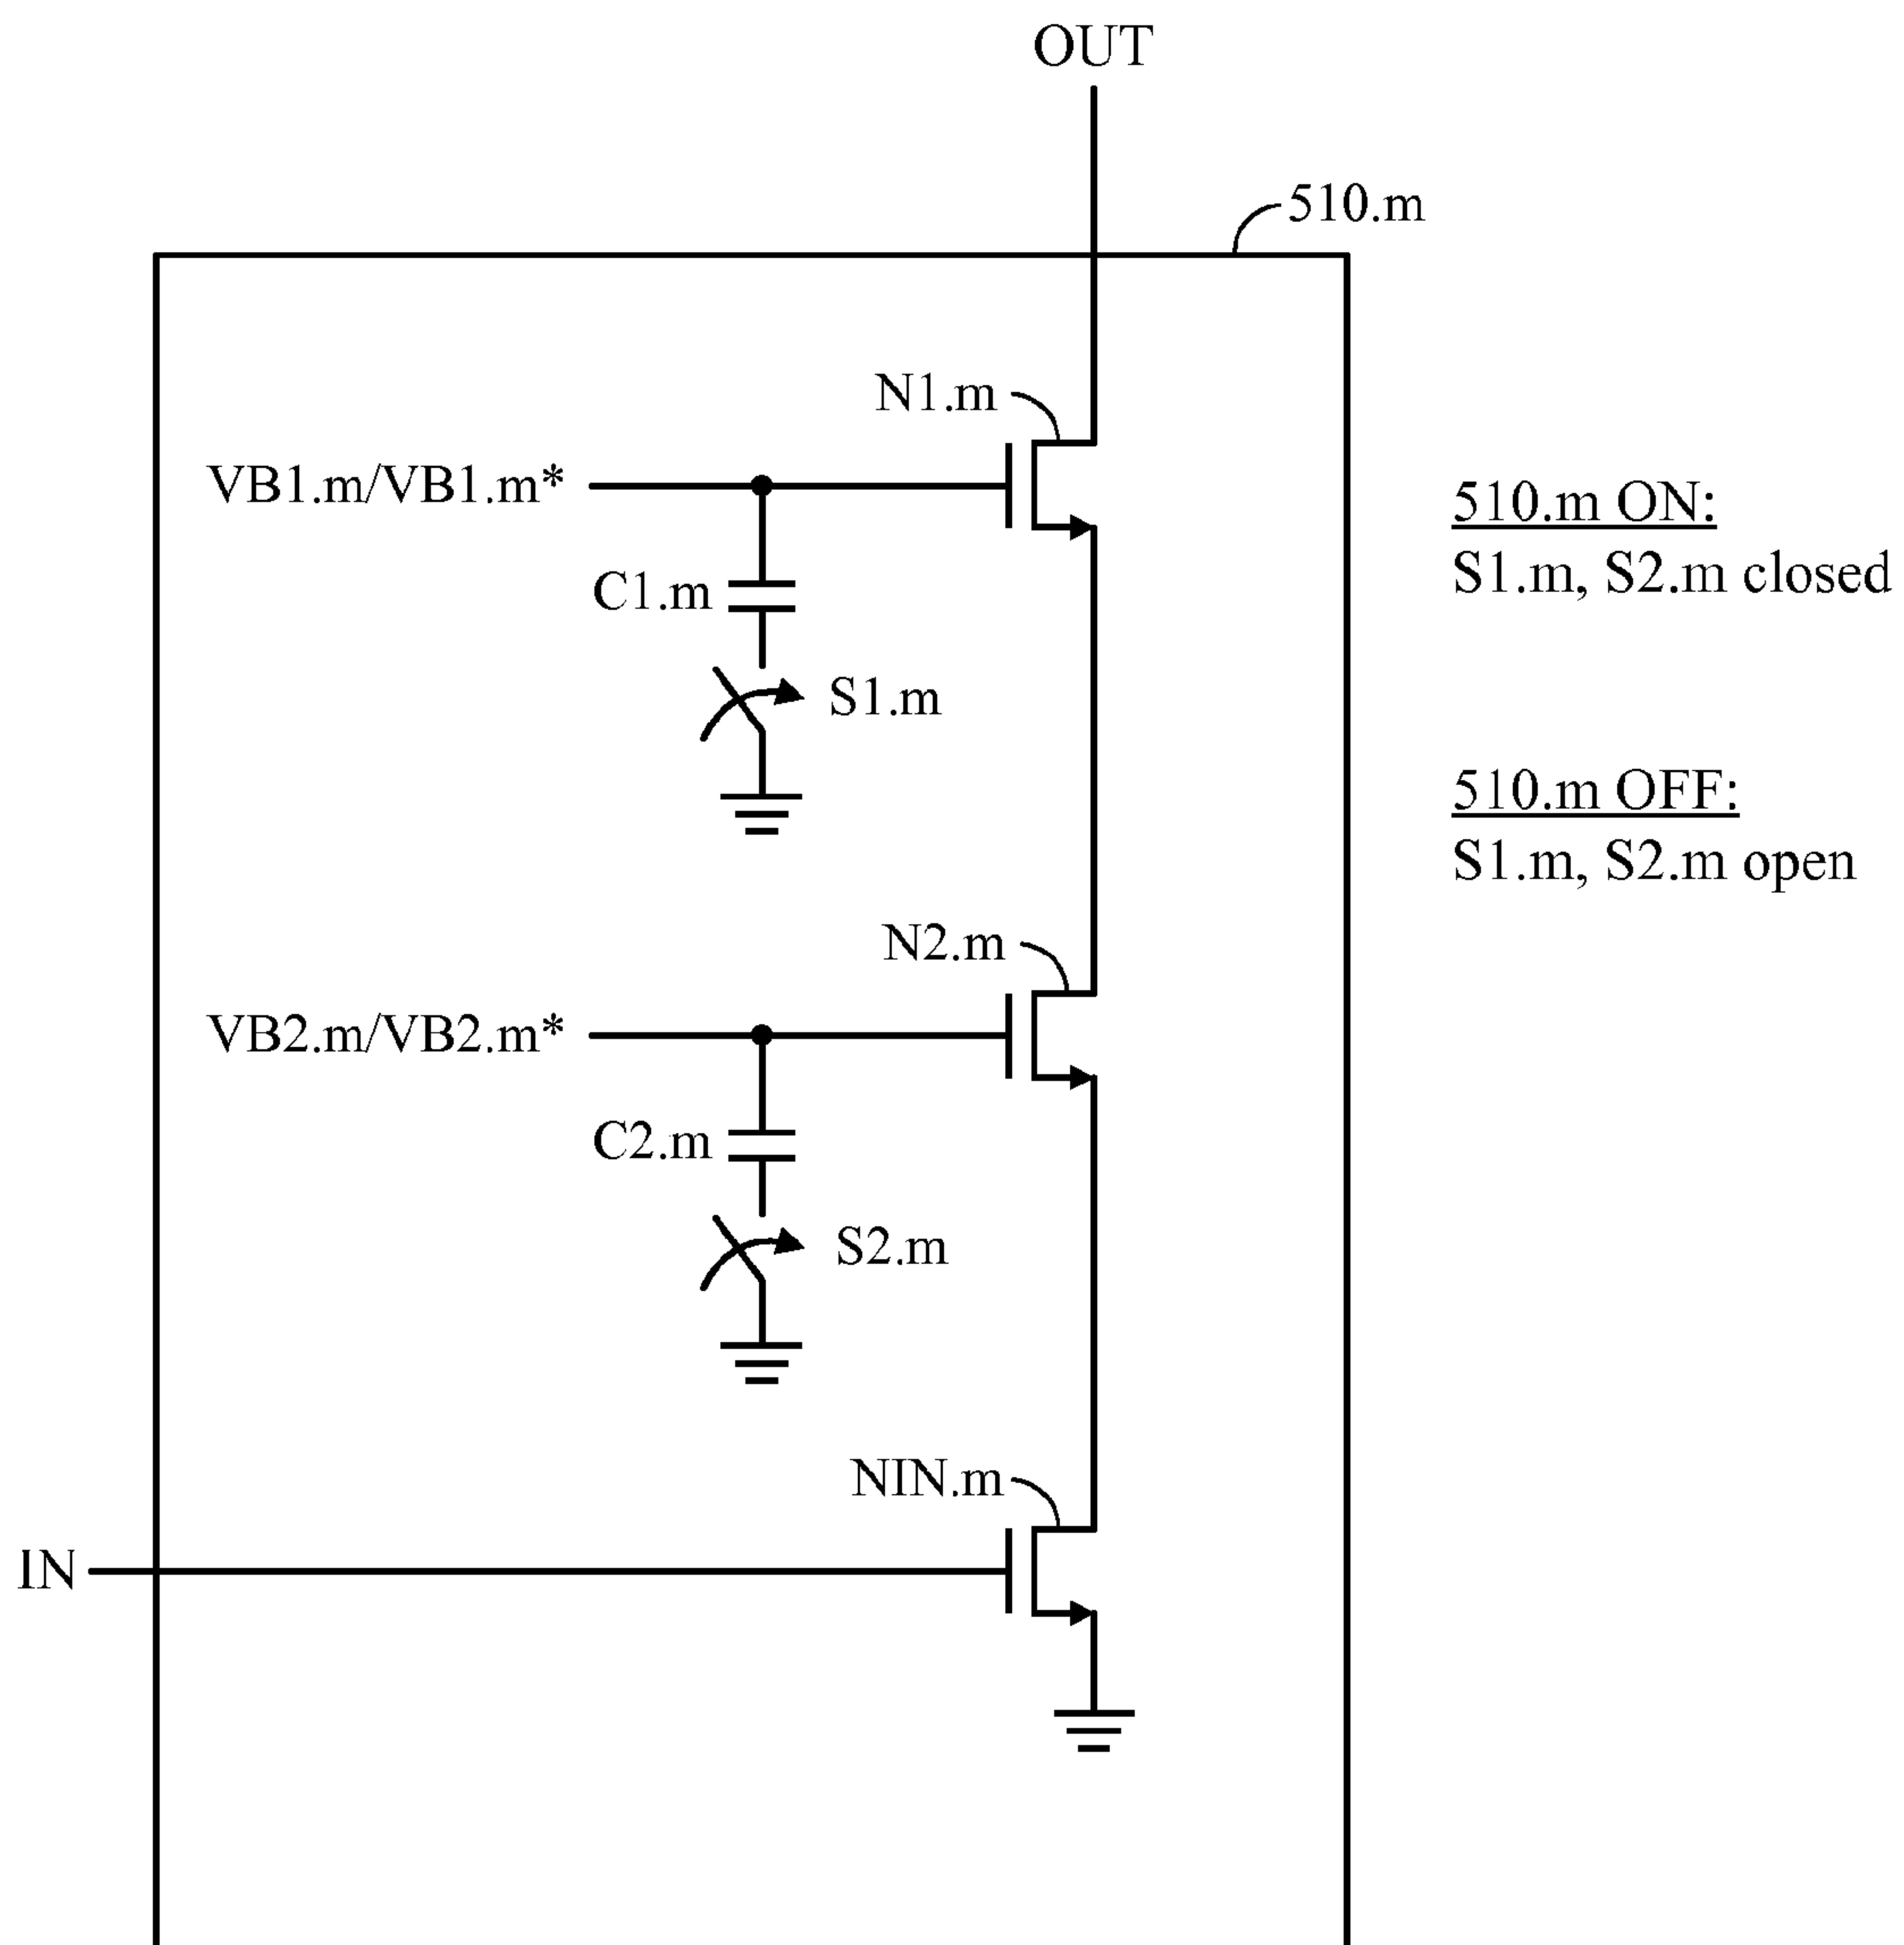 OUT
510.m
N1.m
VB1.m/VB1.m*
510.m ON:
S1.m, S2.m closed
C1.m
S1.m
510.m OFF:
S1.m, S2.m open
N2.m
VB2.m/VB2.m*
C2.m
S2.m
NIN.m
IN